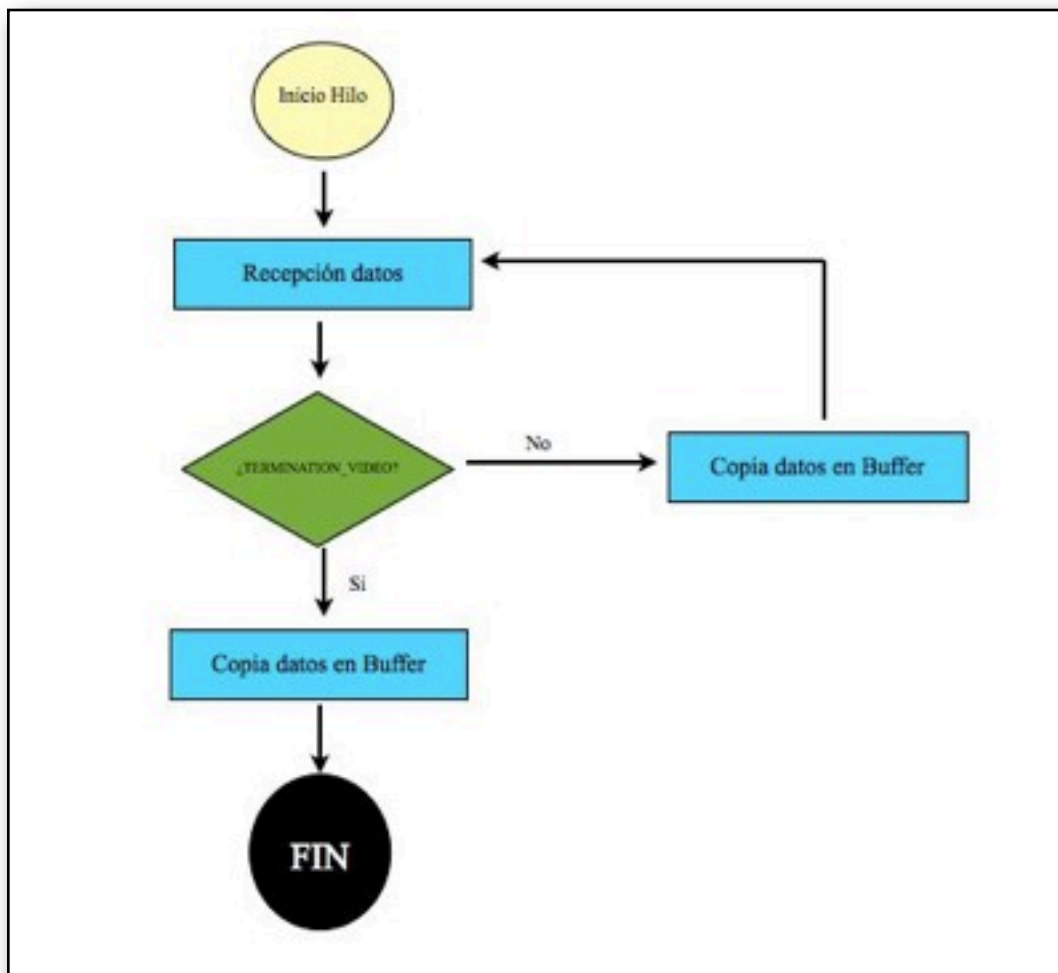 Inicio Hilo
Recepción datos
¿TERMINATION_VIDEO?
No
Copia datos en Buffer
Si
Copia datos en Buffer
FIN